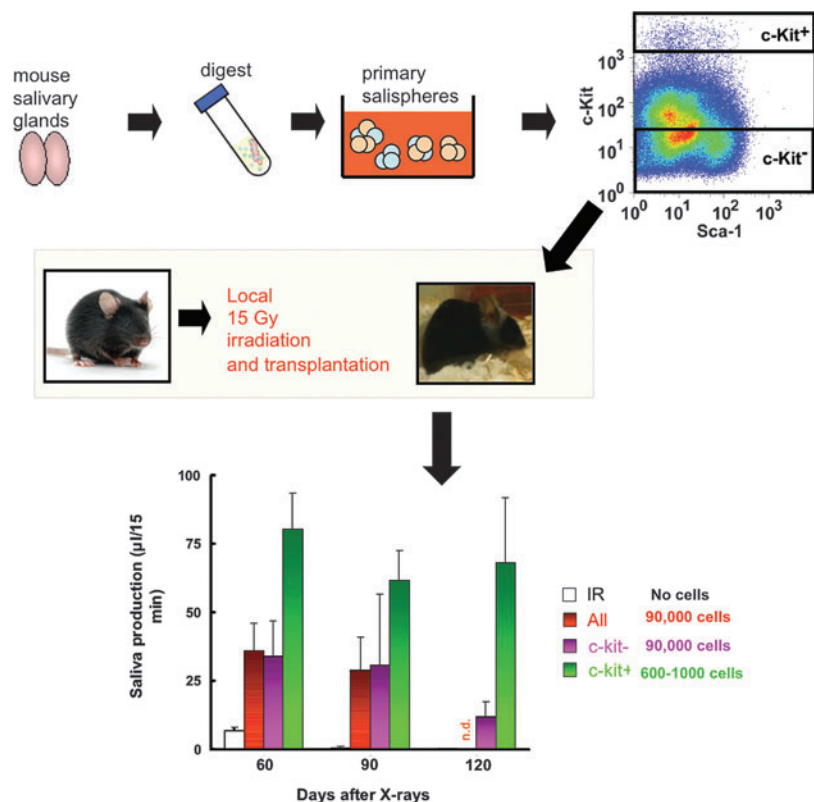 mouse
salivary
glands
digest
primary
salispheres
c-Kit
10³
10²
10¹
10⁰
c-Kit⁺
c-Kit⁻
10⁰ 10¹ 10² 10³
Sca-1
Local
15 Gy
irradiation
and transplantation
Saliva production (µl/15
min)
100
75
50
25
0
n.d.
60 90 120
Days after X-rays
IR No cells
All 90,000 cells
c-kit- 90,000 cells
c-kit+ 600-1000 cells